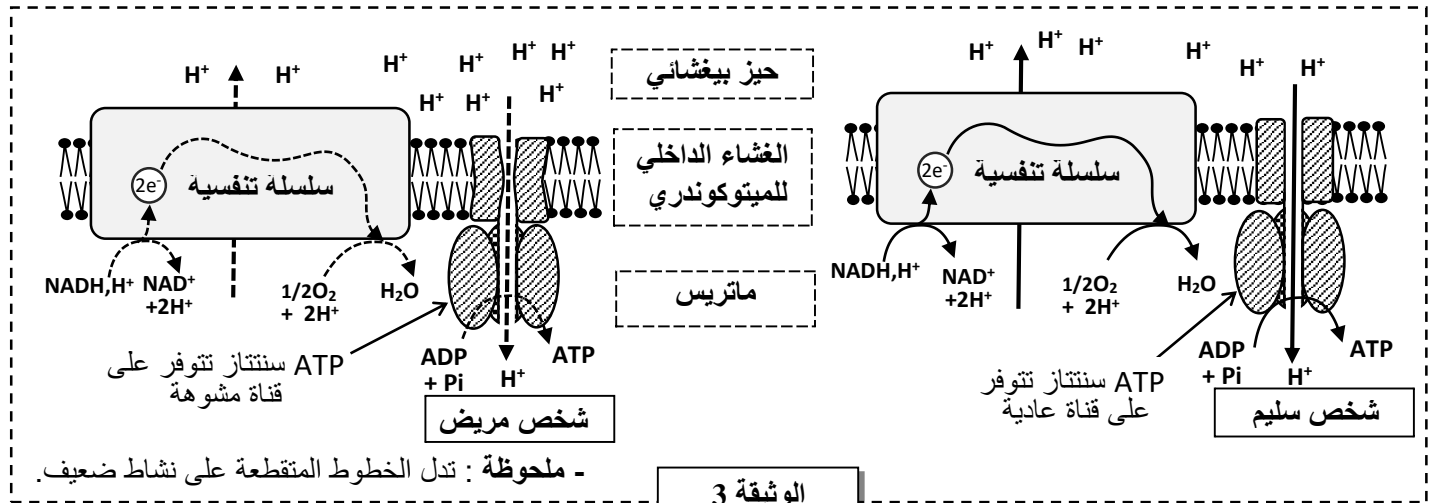 H⁺ H⁺ H⁺ H⁺ H⁺ H⁺ H⁺ H⁺ H⁺
حيز بيغشائي
H⁺ H⁺ H⁺ H⁺ H⁺ H⁺
سلسلة تنفسية
2e⁻
الغشاء الداخلي
للميتوكوندري
سلسلة تنفسية
2e⁻
NADH,H⁺
NAD⁺
+2H⁺
1/2O₂
+ 2H⁺
H₂O
ADP
+ Pi
H⁺
ATP
ماتريس
NADH,H⁺
NAD⁺
+2H⁺
1/2O₂
+ 2H⁺
H₂O
ADP
+ Pi
H⁺
ATP
ATP سنتتاز تتوفر
على قناة عادية
شخص سليم
ATP سنتتاز تتوفر على
قناة مشوهة
شخص مريض
- ملحوظة : تدل الخطوط المتقطعة على نشاط ضعيف.
الوثيقة 3